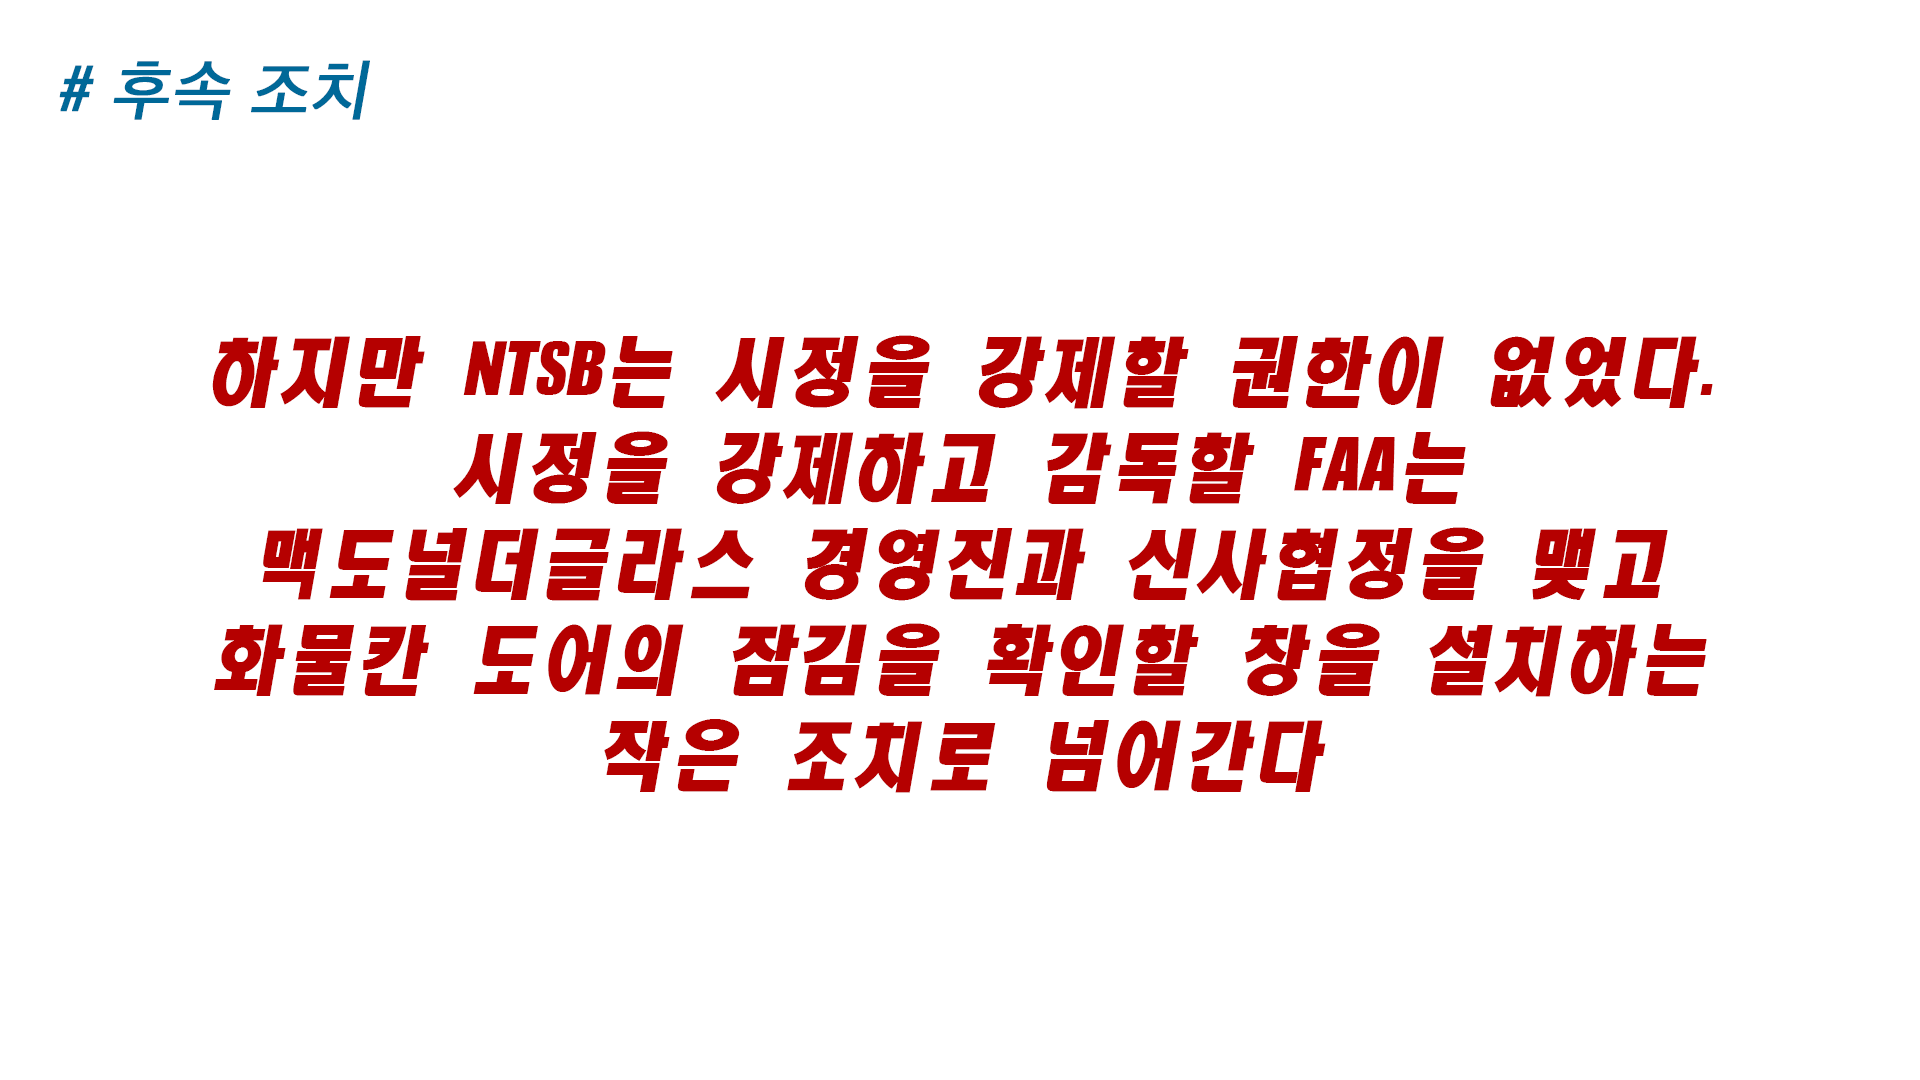 # 후속 조치
하지만 NTSB는 시정을 강제할 권한이 없었다.
시정을 강제하고 감독할 FAA는
맥도널더글라스 경영진과 신사협정을 맺고
화물칸 도어의 잠김을 확인할 창을 설치하는
작은 조치로 넘어간다